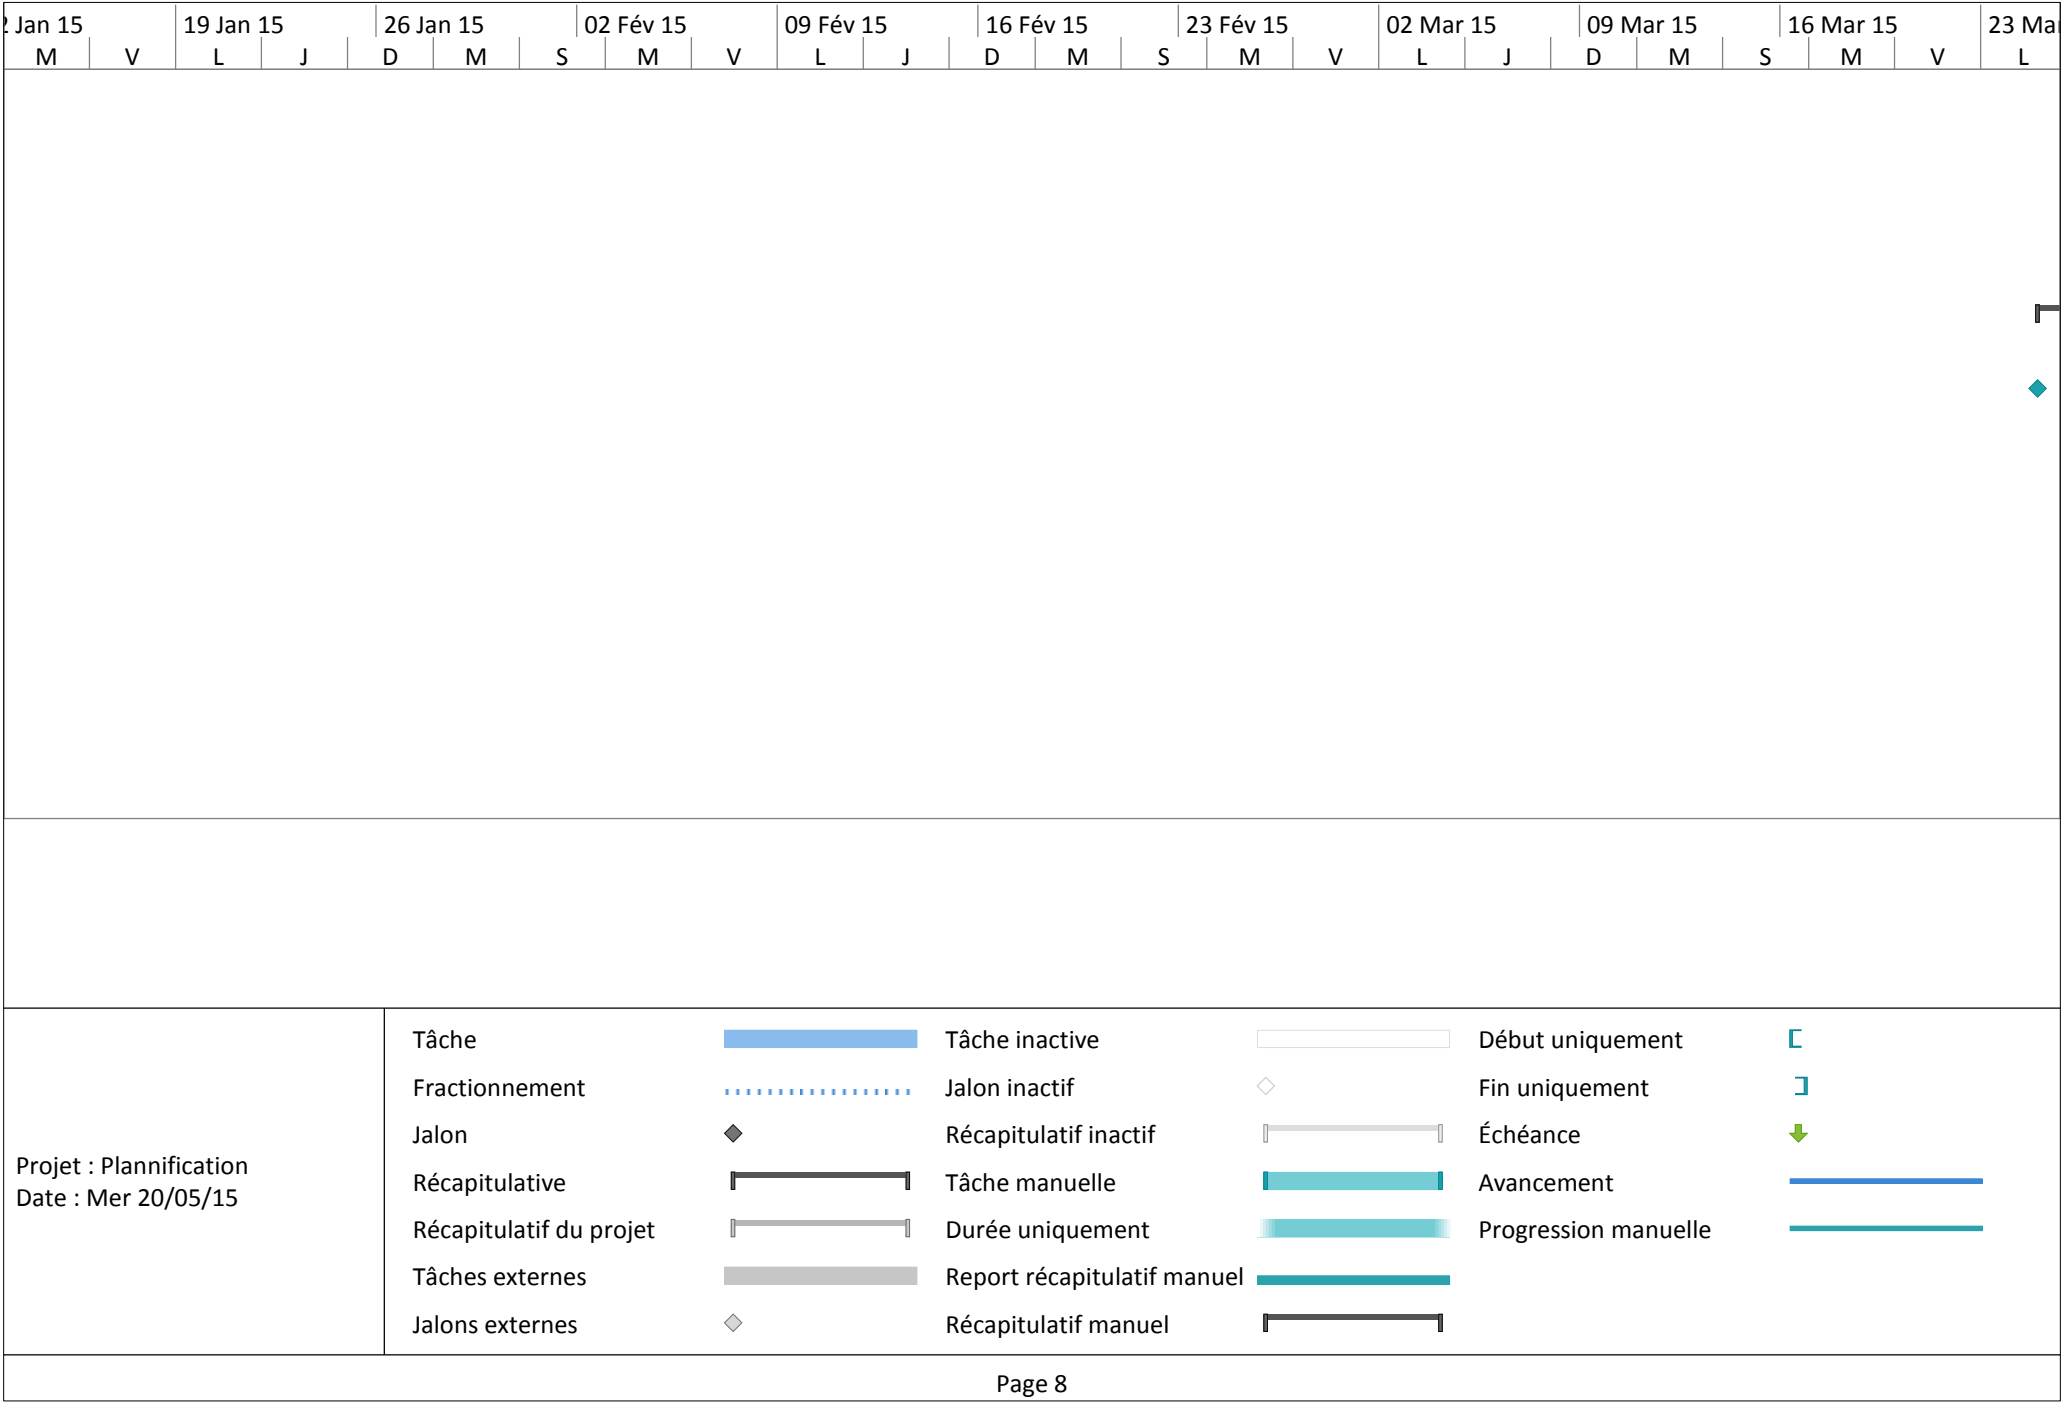 Jan 15 19 Jan 15 26 Jan 15 02 Fév 15 09 Fév 15 16 Fév 15 23 Fév 15 02 Mar 15 09 Mar 15 16 Mar 15 23
M V L J D M S M V L J D M S M V L J D M S M V L
Projet : Plannification
Date : Mer 20/05/15
Tâche
Fractionnement
Jalon
Récapitulative
Récapitulatif du projet
Tâches externes
Jalons externes
Tâche inactive
Jalon inactif
Récapitulatif inactif
Tâche manuelle
Durée uniquement
Report récapitulatif manuel
Récapitulatif manuel
Début uniquement
Fin uniquement
Échéance
Avancement
Progression manuelle
Page 8